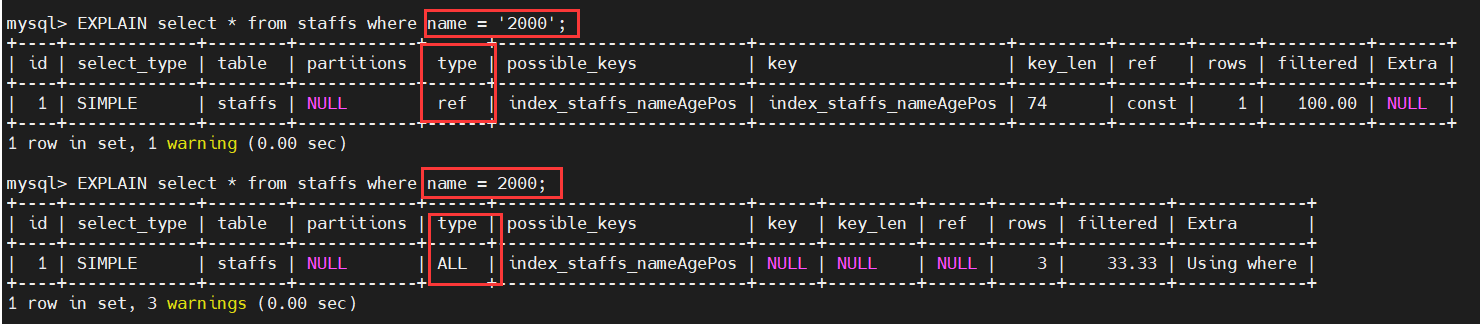 mysql> EXPLAIN select * from staffs where name = '2000';
+----+-------------+--------+------------+------+-------------------------+-------------------------+---------+-------+------+----------+-------+
| id | select_type | table | partitions | type | possible_keys | key | key_len | ref | rows | filtered | Extra |
+----+-------------+--------+------------+------+-------------------------+-------------------------+---------+-------+------+----------+-------+
| 1 | SIMPLE | staffs | NULL | ref | index_staffs_nameAgePos | index_staffs_nameAgePos | 74 | const | 1 | 100.00 | NULL |
+----+-------------+--------+------------+------+-------------------------+-------------------------+---------+-------+------+----------+-------+
1 row in set, 1 warning (0.00 sec)
mysql> EXPLAIN select * from staffs where name = 2000;
+----+-------------+--------+------------+------+-------------------------+------+---------+------+------+----------+-------------+
| id | select_type | table | partitions | type | possible_keys | key | key_len | ref | rows | filtered | Extra |
+----+-------------+--------+------------+------+-------------------------+------+---------+------+------+----------+-------------+
| 1 | SIMPLE | staffs | NULL | ALL | index_staffs_nameAgePos | NULL | NULL | NULL | 3 | 33.33 | Using where |
+----+-------------+--------+------------+------+-------------------------+------+---------+------+------+----------+-------------+
1 row in set, 3 warnings (0.00 sec)